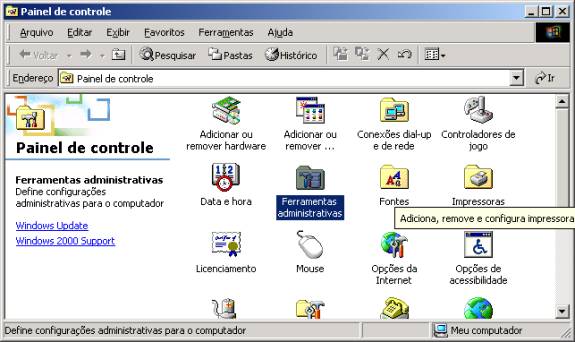 Painel de controle
Arquivo Editar Exibir Favoritos Ferramentas Ajuda
Voltar Pesquisar Pastas Histórico
Endereço Painel de controle Ir
Painel de controle
Ferramentas administrativas
Define configurações
administrativas para o computador
Windows Update
Windows 2000 Support
Adicionar ou
remover hardware
Adicionar ou
remover ...
Conexões dial-up
e de rede
Controladores de
jogo
Data e hora
Ferramentas
administrativas
Fontes
Impressoras
Adiciona, remove e configura impressora
Licenciamento
Mouse
Opções da
Internet
Opções de
acessibilidade
Define configurações administrativas para o computador
Meu computador